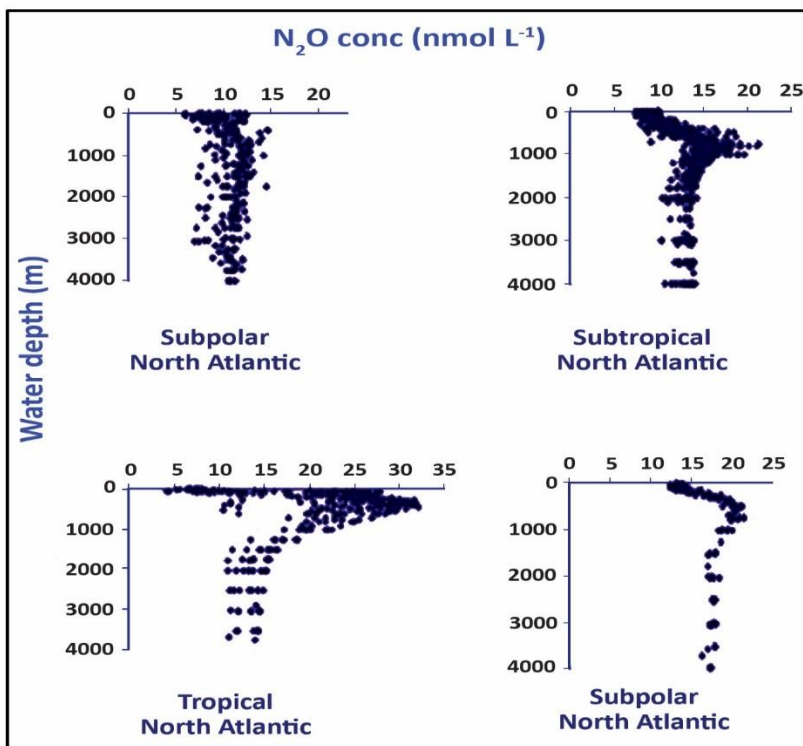 N₂O conc (nmol L⁻¹)
Water depth (m)
0 5 10 15 20
0
1000
2000
3000
4000
Subpolar
North Atlantic
0 5 10 15 20 25
0
1000
2000
3000
4000
Subtropical
North Atlantic
0 5 10 15 20 25 30 35
0
1000
2000
3000
4000
Tropical
North Atlantic
0 5 10 15 20 25
0
1000
2000
3000
4000
Subpolar
North Atlantic